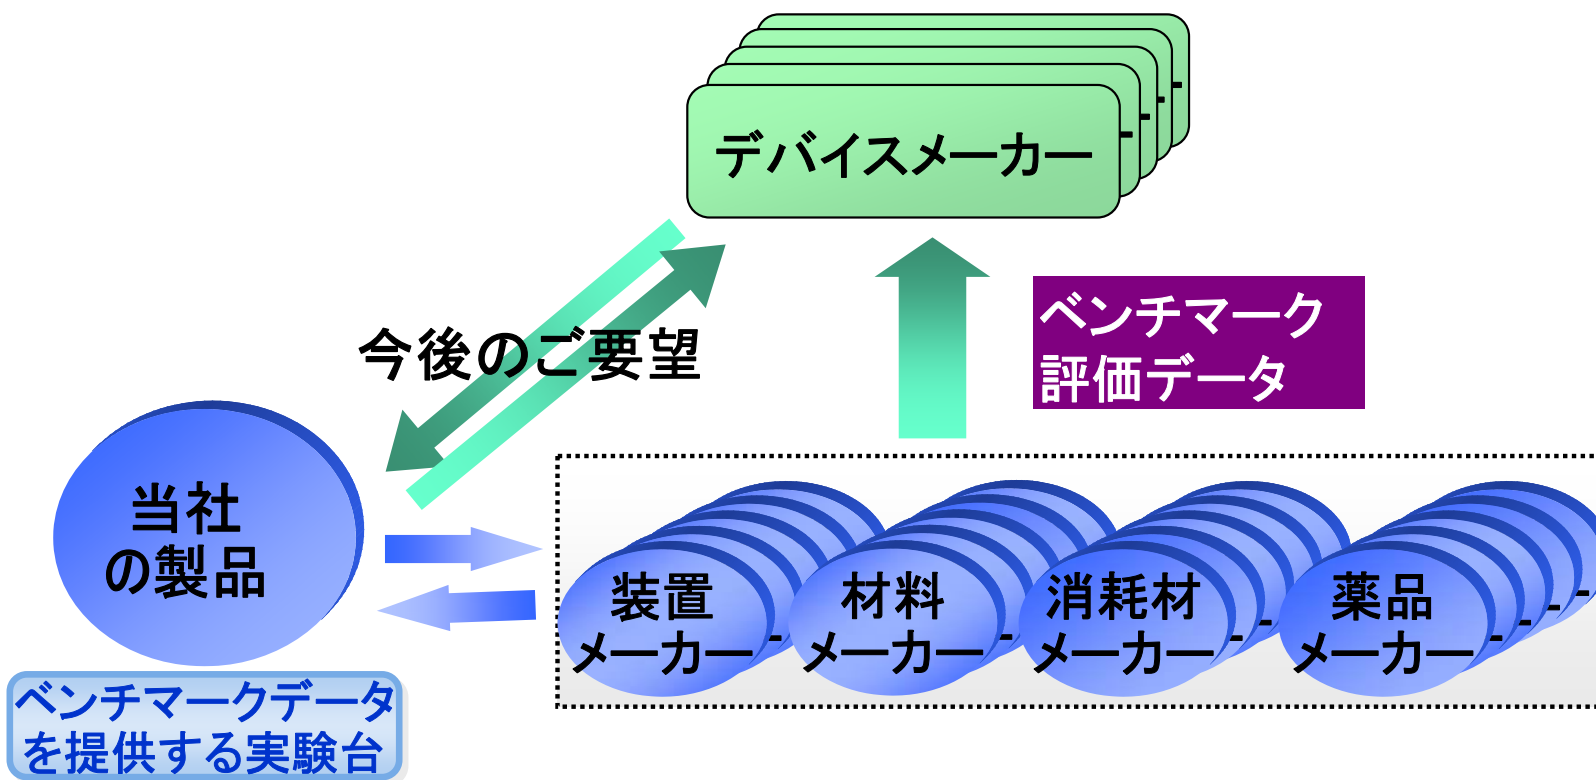 デバイスメーカー
今後のご要望
ベンチマーク
評価データ
当社
の製品
装置
メーカー
材料
メーカー
消耗材
メーカー
薬品
メーカー
ベンチマークデータ
を提供する実験台